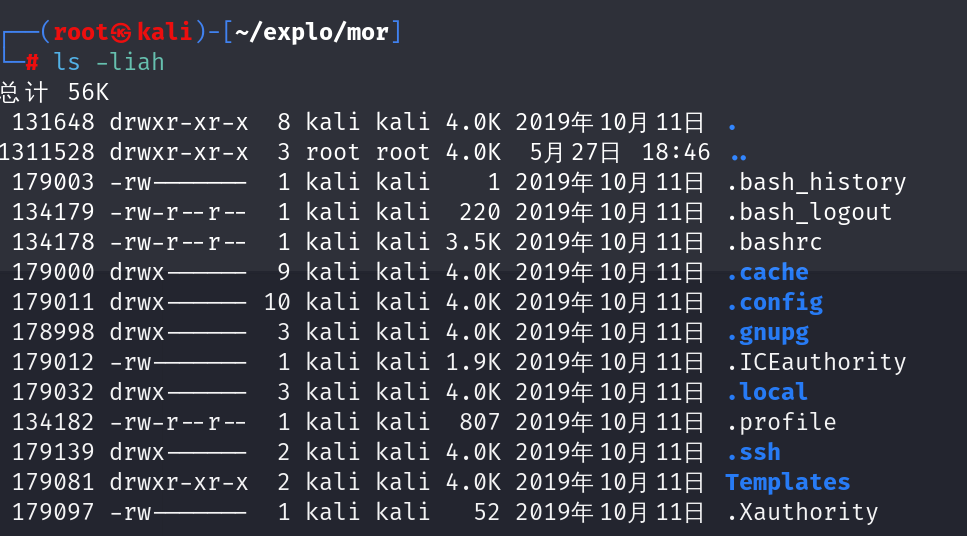 ┌──(root㉿kali)-[~/explo/mor]
└─# ls -liah
总计 56K
 131648 drwxr-xr-x  8 kali kali 4.0K 2019年10月11日 .
1311528 drwxr-xr-x  3 root root 4.0K  5月27日 18:46 ..
 179003 -rw-------  1 kali kali    1 2019年10月11日 .bash_history
 134179 -rw-r--r--  1 kali kali  220 2019年10月11日 .bash_logout
 134178 -rw-r--r--  1 kali kali 3.5K 2019年10月11日 .bashrc
 179000 drwx------  9 kali kali 4.0K 2019年10月11日 .cache
 179011 drwx------ 10 kali kali 4.0K 2019年10月11日 .config
 178998 drwx------  3 kali kali 4.0K 2019年10月11日 .gnupg
 179012 -rw-------  1 kali kali 1.9K 2019年10月11日 .ICEauthority
 179032 drwx------  3 kali kali 4.0K 2019年10月11日 .local
 134182 -rw-r--r--  1 kali kali  807 2019年10月11日 .profile
 179139 drwx------  2 kali kali 4.0K 2019年10月11日 .ssh
 179081 drwxr-xr-x  2 kali kali 4.0K 2019年10月11日 Templates
 179097 -rw-------  1 kali kali   52 2019年10月11日 .Xauthority